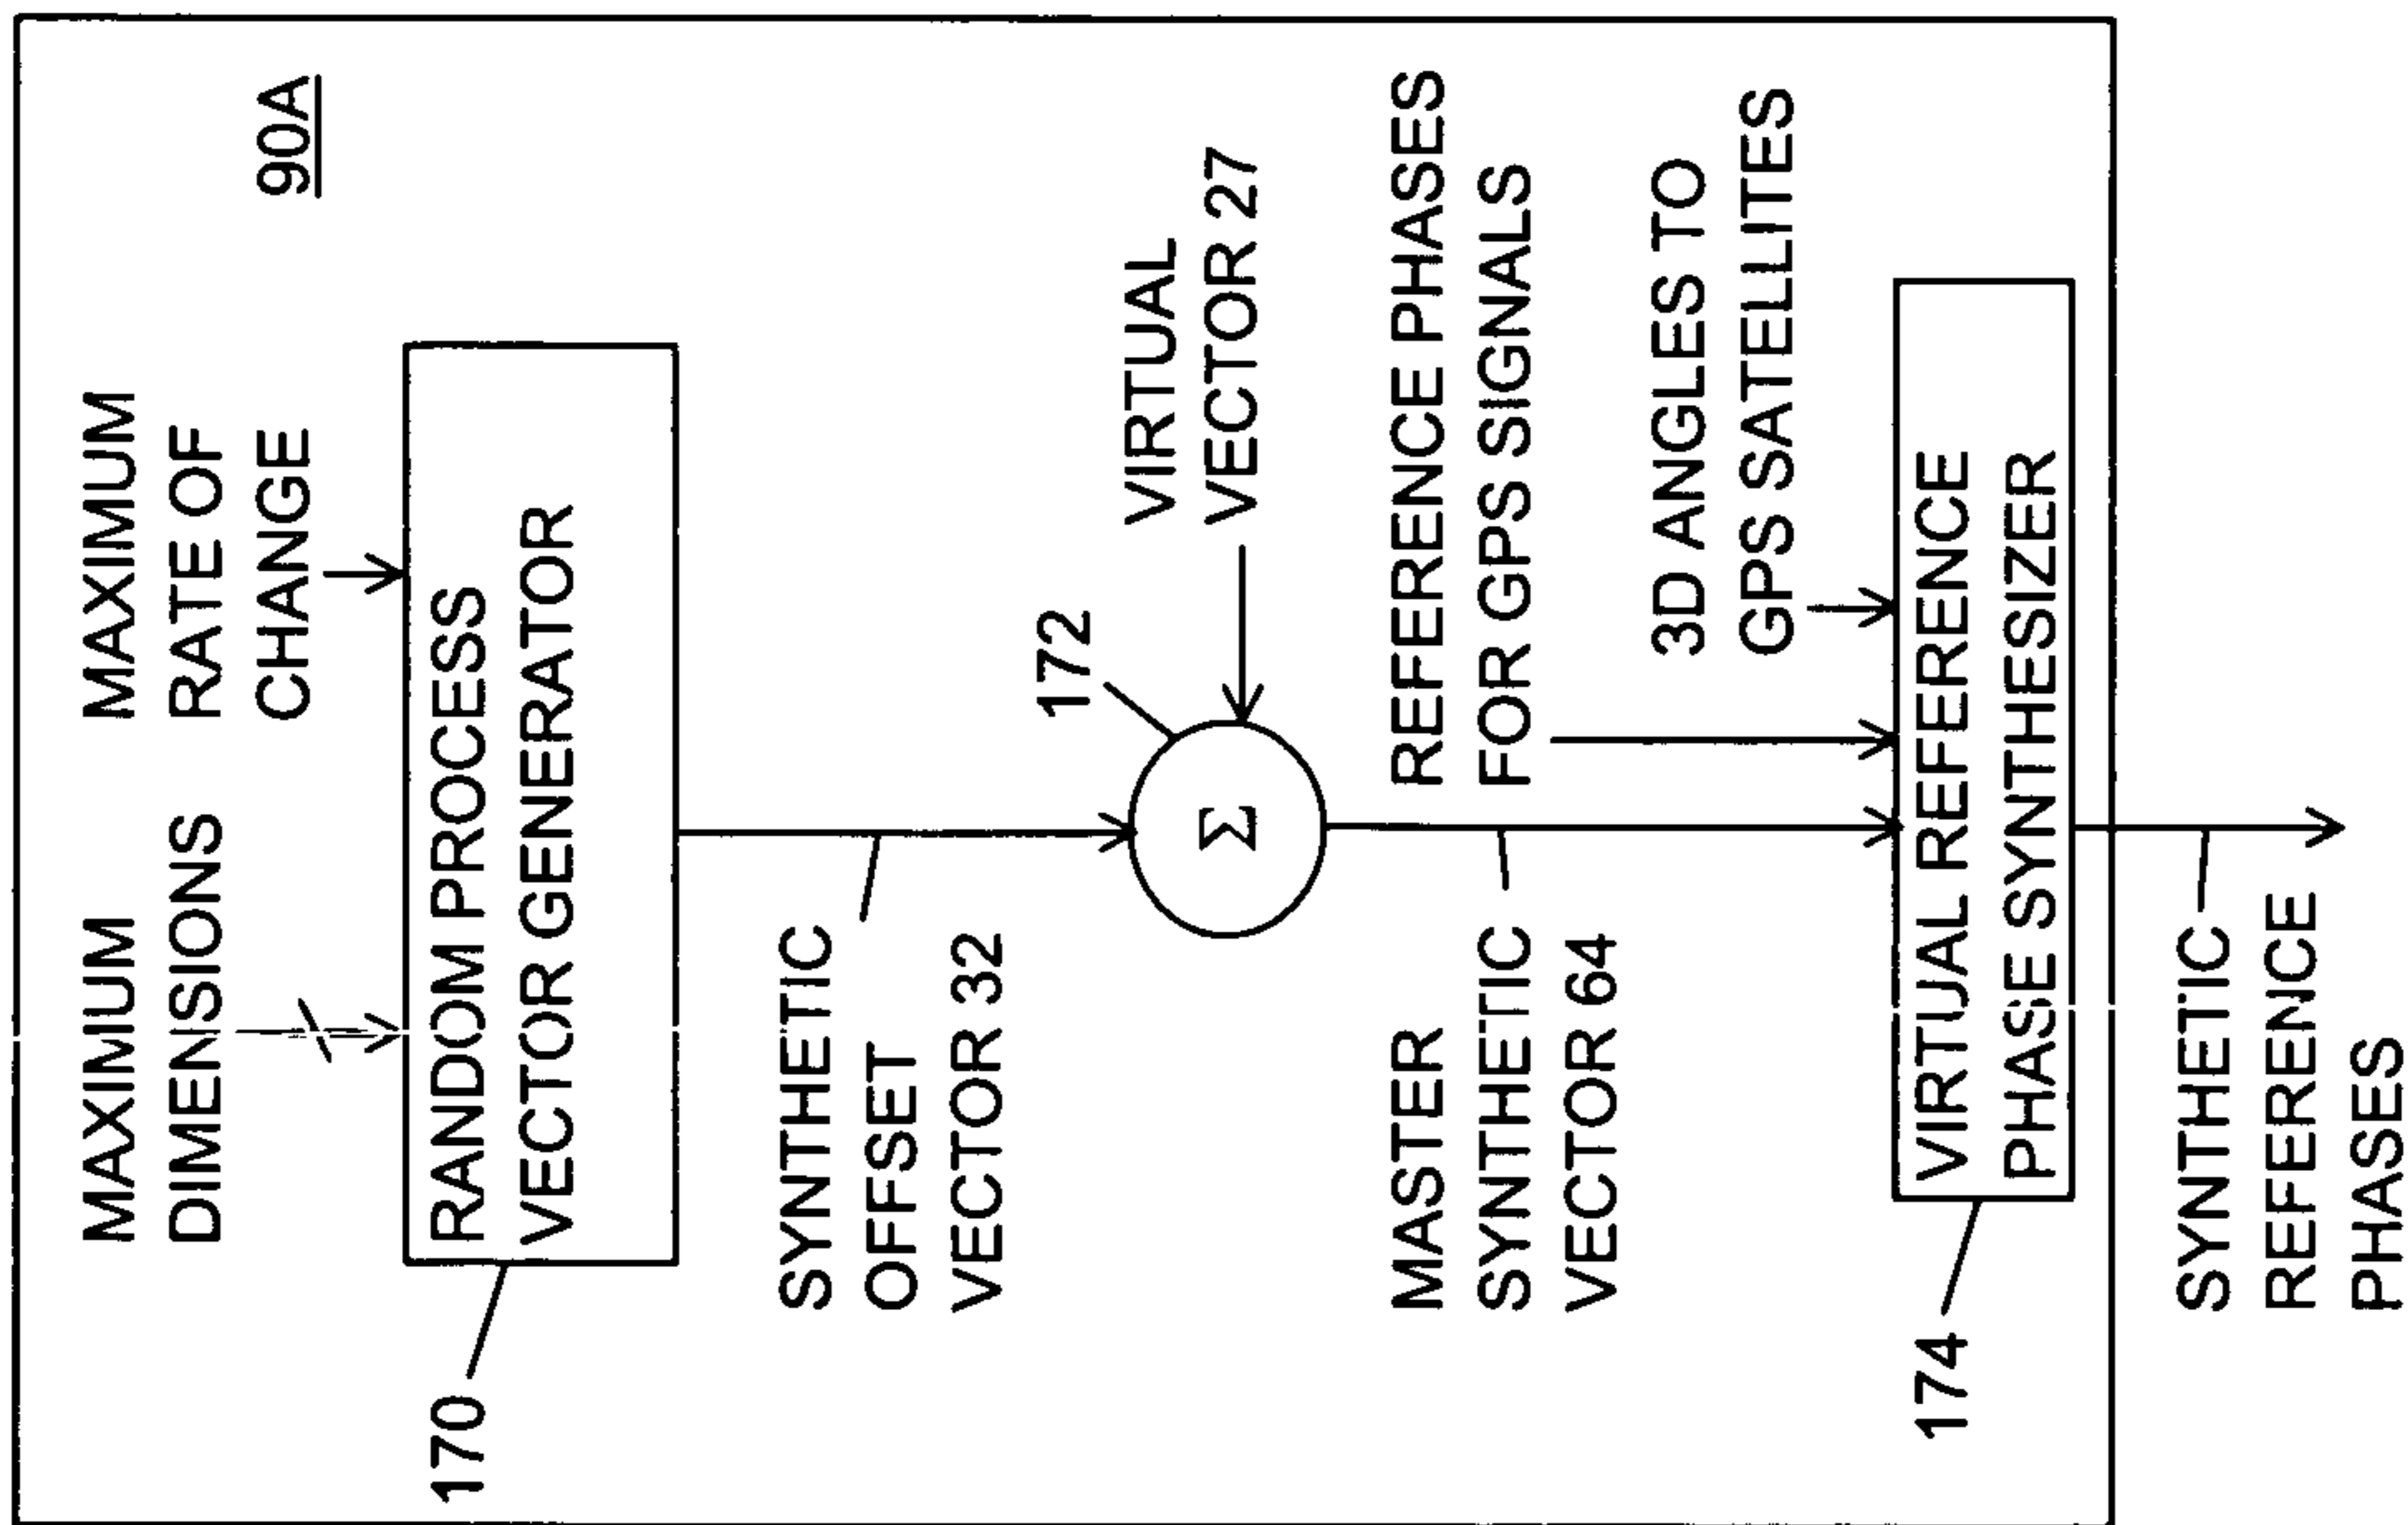 MAXIMUM
DIMENSIONS
MAXIMUM
RATE OF
CHANGE
90A
170
RANDOM PROCESS
VECTOR GENERATOR
SYNTHETIC
OFFSET
VECTOR 32
172
Σ
VIRTUAL
VECTOR 27
MASTER
SYNTHETIC
VECTOR 64
REFERENCE PHASES
FOR GPS SIGNALS
3D ANGLES TO
GPS SATELLITES
174
VIRTUAL REFERENCE
PHASE SYNTHESIZER
SYNTHETIC
REFERENCE
PHASES